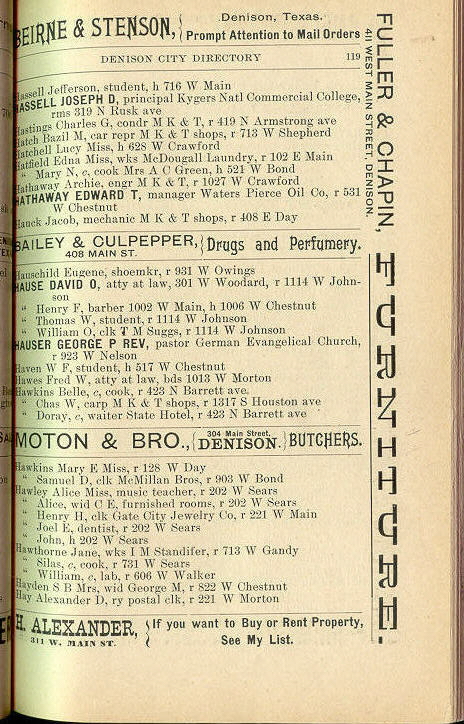 BEIRNE & STENSON, { Denison, Texas.
Prompt Attention to Mail Orders
DENISON CITY DIRECTORY 119
Hassell Jefferson, student, h 716 W Main
HASSELL JOSEPH D, principal Kygers Natl Commercial College,
rms 319 N Rusk ave
Hastings Charles G, condr M K & T, r 419 N Armstrong ave
Hatch Bazil M, car repr M K & T shops, r 713 W Shepherd
Hatchell Lucy Miss, h 628 W Crawford
Hatfield Edna Miss, wks McDougall Laundry, r 102 E Main
" Mary N, c, cook Mrs A C Green, h 521 W Bond
Hathaway Archie, engr M K & T, r 1027 W Crawford
HATHAWAY EDWARD T, manager Waters Pierce Oil Co, r 531
W Chestnut
Hauck Jacob, mechanic M K & T shops, r 408 E Day
BAILEY & CULPEPPER, { Drugs and Perfumery.
408 MAIN ST.
Hauschild Eugene, shoemkr, r 931 W Owings
HAUSE DAVID O, atty at law, 301 W Woodard, r 1114 W John-
son
" Henry F, barber 1002 W Main, h 1006 W Chestnut
" Thomas W, student, r 1114 W Johnson
" William O, clk T M Suggs, r 1114 W Johnson
HAUSER GEORGE P REV, pastor German Evangelical Church,
r 923 W Nelson
Haven W F, student, h 517 W Chestnut
Hawes Fred W, atty at law, bds 1013 W Morton
Hawkins Belle, c, cook, r 423 N Barrett ave.
" Chas W, carp M K & T shops, r 1317 S Houston ave
" Doray, c, waiter State Hotel, r 423 N Barrett ave
MOTON & BRO., { 304 Main Street, DENISON. } BUTCHERS.
Hawkins Mary E Miss, r 128 W Day
" Samuel D, clk McMillan Bros, r 903 W Bond
Hawley Alice Miss, music teacher, r 202 W Sears
" Alice, wid C E, furnished rooms, r 202 W Sears
" Henry H, clk Gate City Jewelry Co, r 221 W Main
" Joel E, dentist, r 202 W Sears
" John, h 202 W Sears
Hawthorne Jane, wks I M Standifer, r 713 W Gandy
" Silas, c, cook, r 731 W Sears
" William, c, lab, r 606 W Walker
Hayden S B Mrs, wid George M, r 822 W Chestnut
Hay Alexander D, ry postal clk, r 221 W Morton
H. ALEXANDER, { If you want to Buy or Rent Property,
311 W. MAIN ST. See My List.
FULLER & CHAPIN, FURNITURE.
411 WEST MAIN STREET, DENISON.